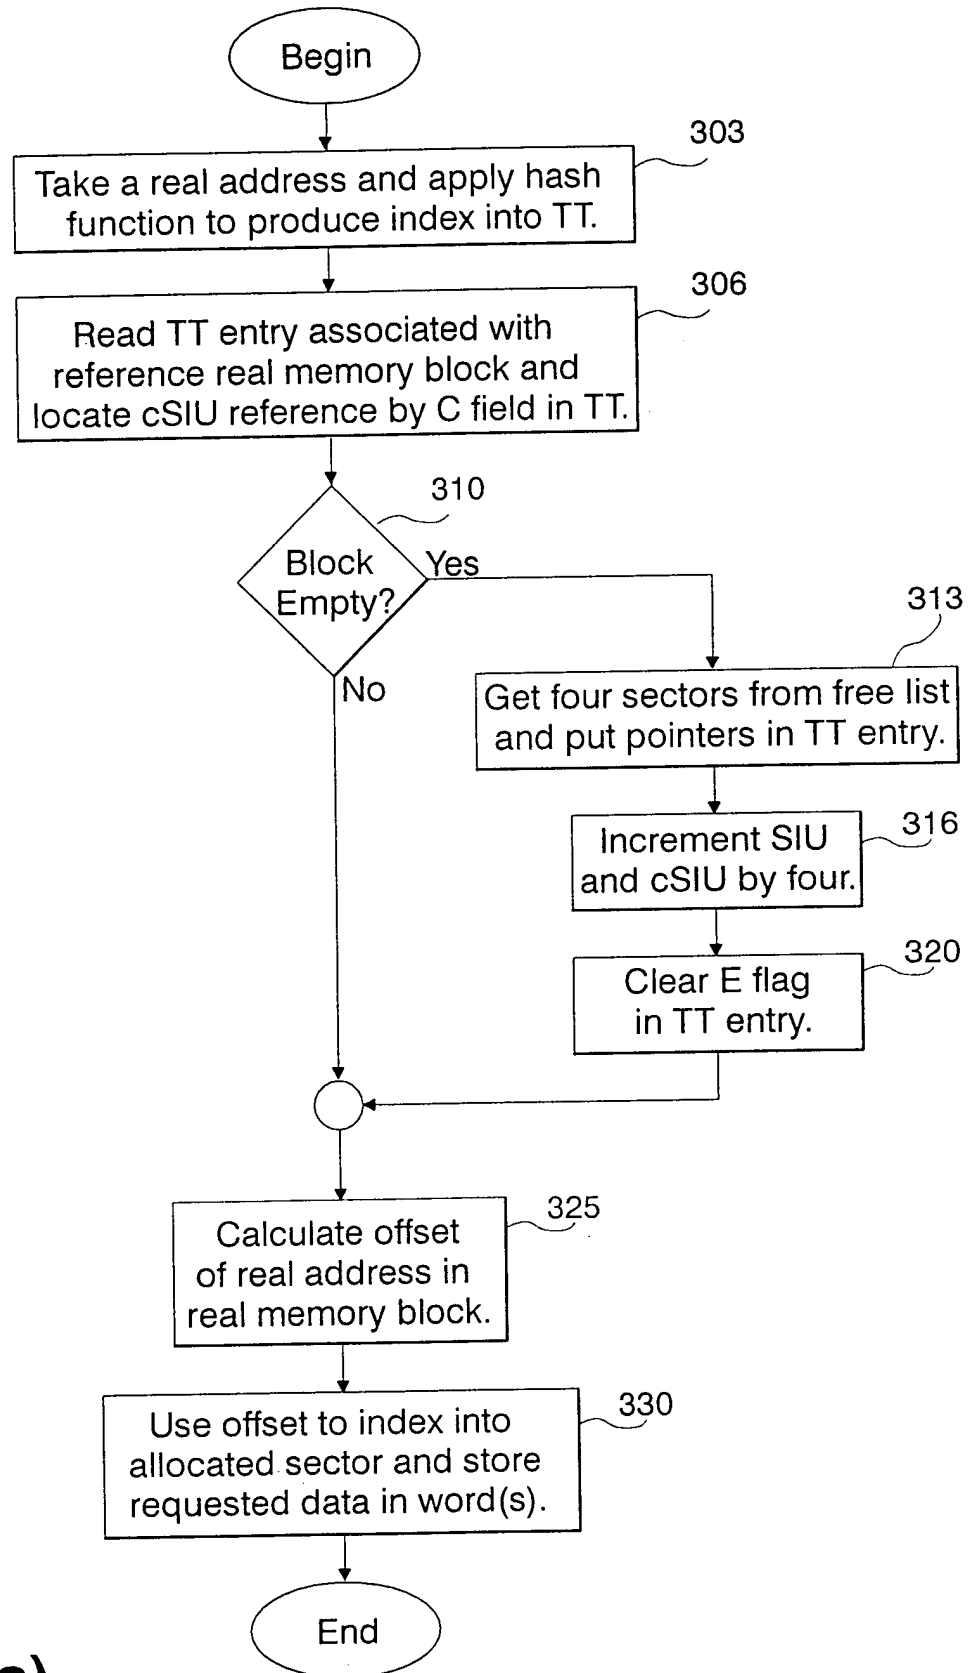 Begin
303
Take a real address and apply hash
function to produce index into TT.
306
Read TT entry associated with
reference real memory block and
locate cSIU reference by C field in TT.
310
Block
Empty?
Yes
No
313
Get four sectors from free list
and put pointers in TT entry.
316
Increment SIU
and cSIU by four.
320
Clear E flag
in TT entry.
325
Calculate offset
of real address in
real memory block.
330
Use offset to index into
allocated sector and store
requested data in word(s).
End